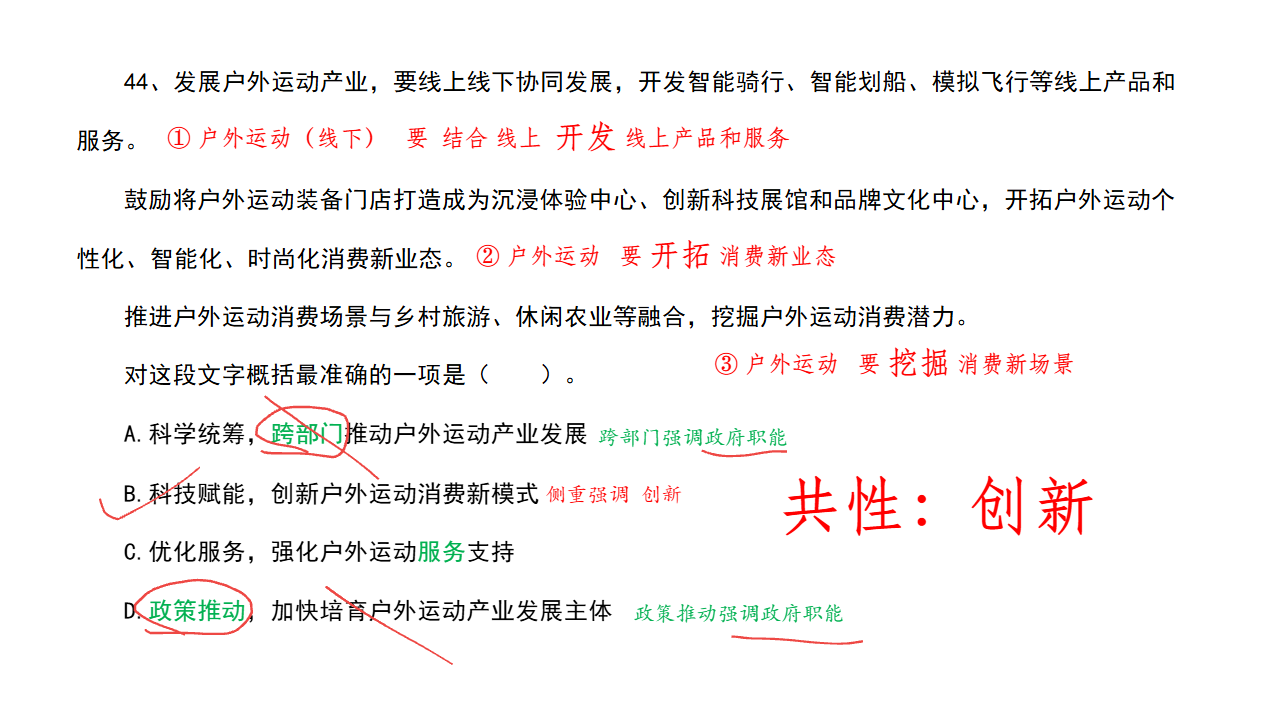 44、发展户外运动产业，要线上线下协同发展，开发智能骑行、智能划船、模拟飞行等线上产品和
服务。 ① 户外运动（线下） 要 结合 线上 开发 线上产品和服务
鼓励将户外运动装备门店打造成为沉浸体验中心、创新科技展馆和品牌文化中心，开拓户外运动个
性化、智能化、时尚化消费新业态。 ② 户外运动 要 开拓 消费新业态
推进户外运动消费场景与乡村旅游、休闲农业等融合，挖掘户外运动消费潜力。
对这段文字概括最准确的一项是（ ）。 ③ 户外运动 要 挖掘 消费新场景
A.科学统筹，跨部门推动户外运动产业发展 跨部门强调政府职能
B.科技赋能，创新户外运动消费新模式 侧重强调 创新
共性：创新
C.优化服务，强化户外运动服务支持
D.政策推动，加快培育户外运动产业发展主体 政策推动强调政府职能